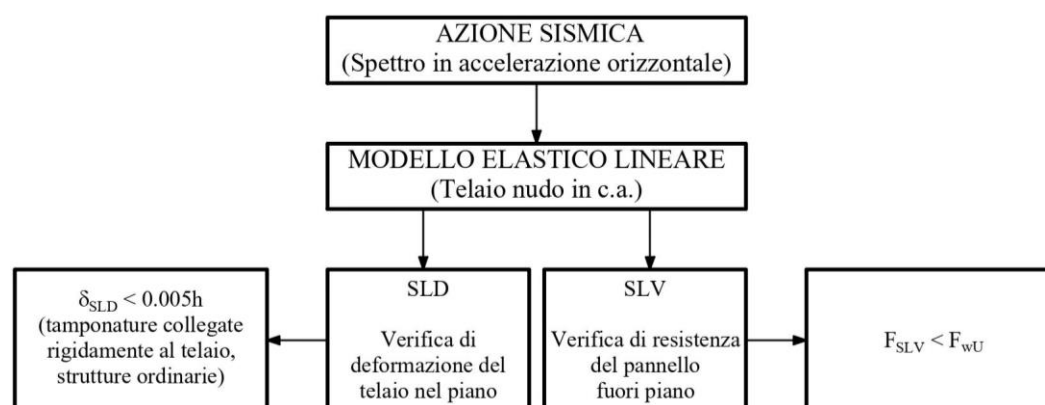 AZIONE SISMICA
(Spettro in accelerazione orizzontale)
MODELLO ELASTICO LINEARE
(Telaio nudo in c.a.)
δSLD < 0.005h
(tamponature collegate
rigidamente al telaio,
strutture ordinarie)
SLD
Verifica di
deformazione del
telaio nel piano
SLV
Verifica di resistenza
del pannello
fuori piano
FSLV < FwU